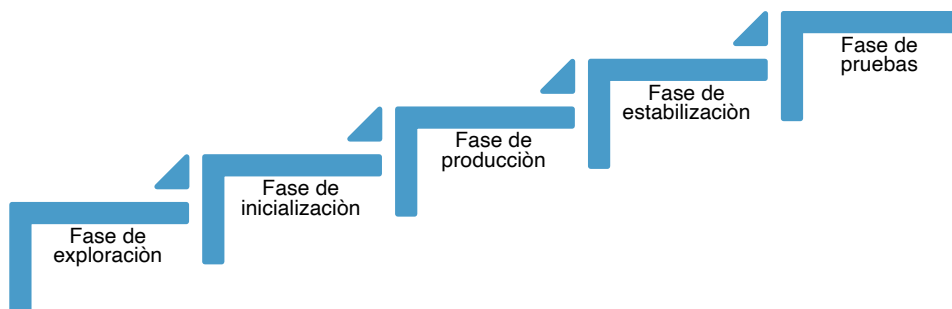 Fase de
exploraciòn
Fase de
inicializaciòn
Fase de
producciòn
Fase de
estabilizaciòn
Fase de
pruebas